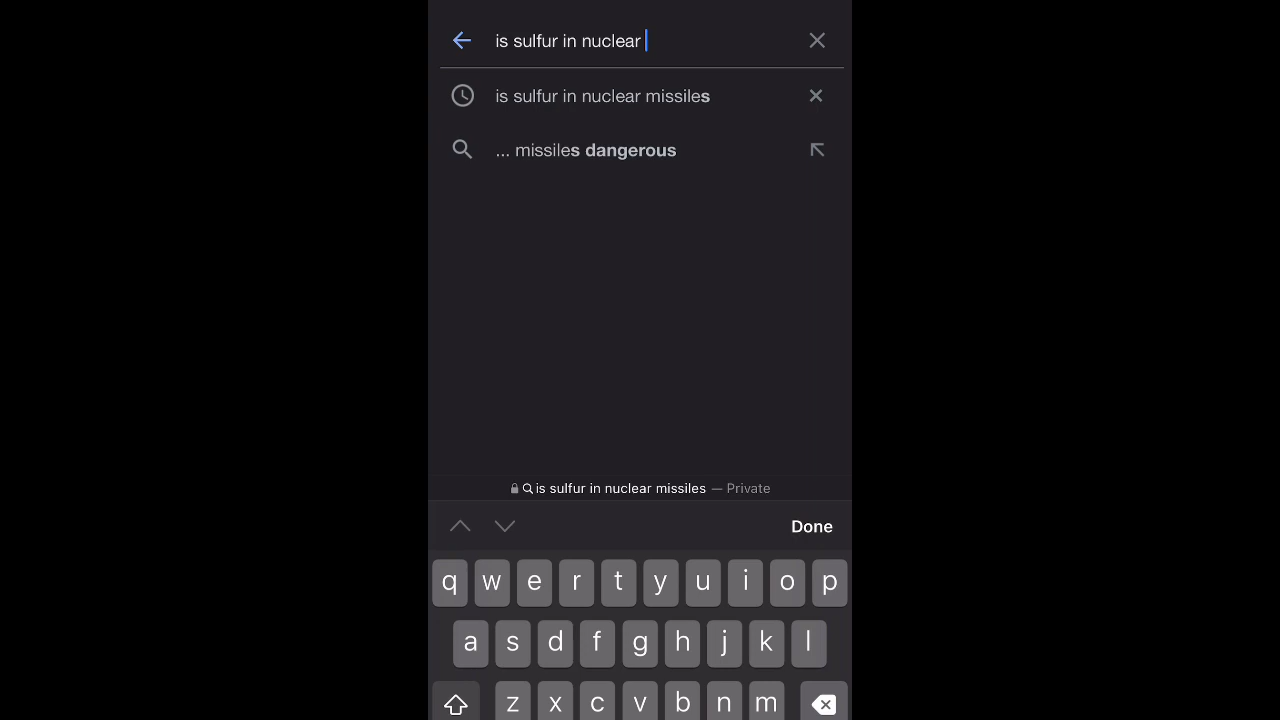 is sulfur in nuclear
is sulfur in nuclear missiles
... missiles dangerous
is sulfur in nuclear missiles — Private
Done
q w e r t y u i o p
a s d f g h j k l
z x c v b n m